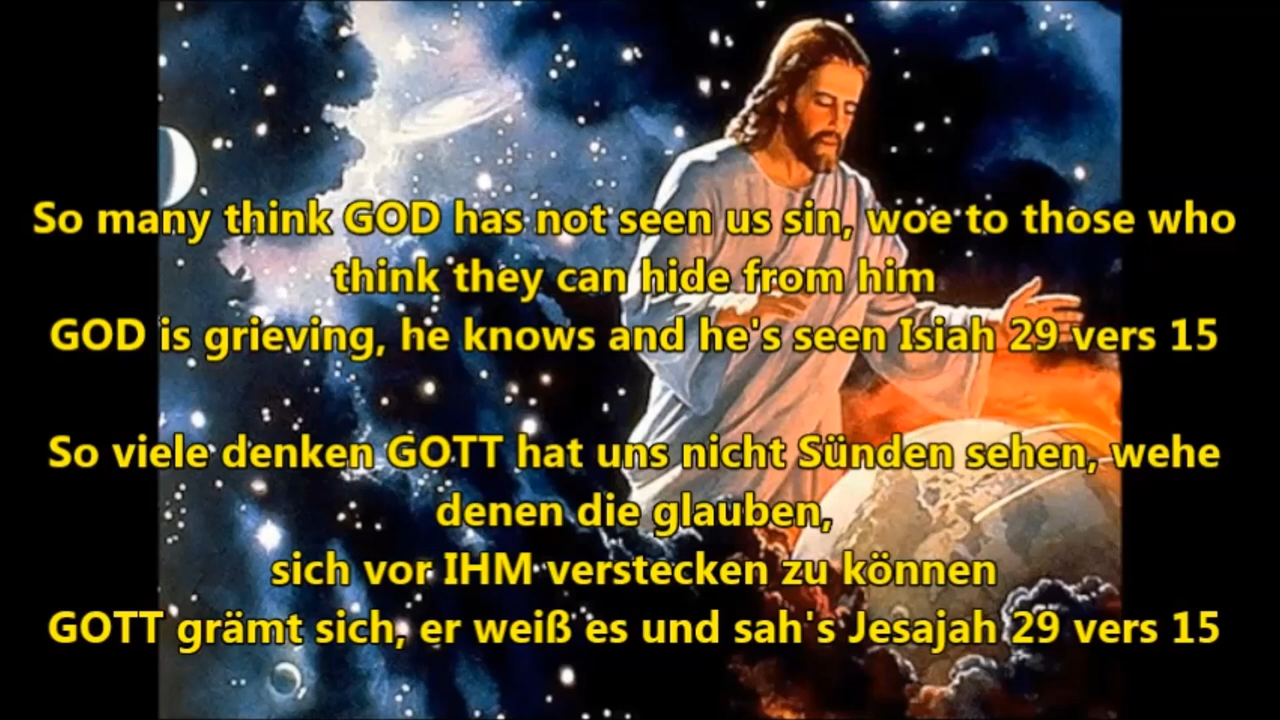 So many think GOD has not seen us sin, woe to those who
think they can hide from him
GOD is grieving, he knows and he's seen Isiah 29 vers 15
So viele denken GOTT hat uns nicht Sünden sehen, wehe
denen die glauben,
sich vor IHM verstecken zu können
GOTT grämt sich, er weiß es und sah's Jesajah 29 vers 15